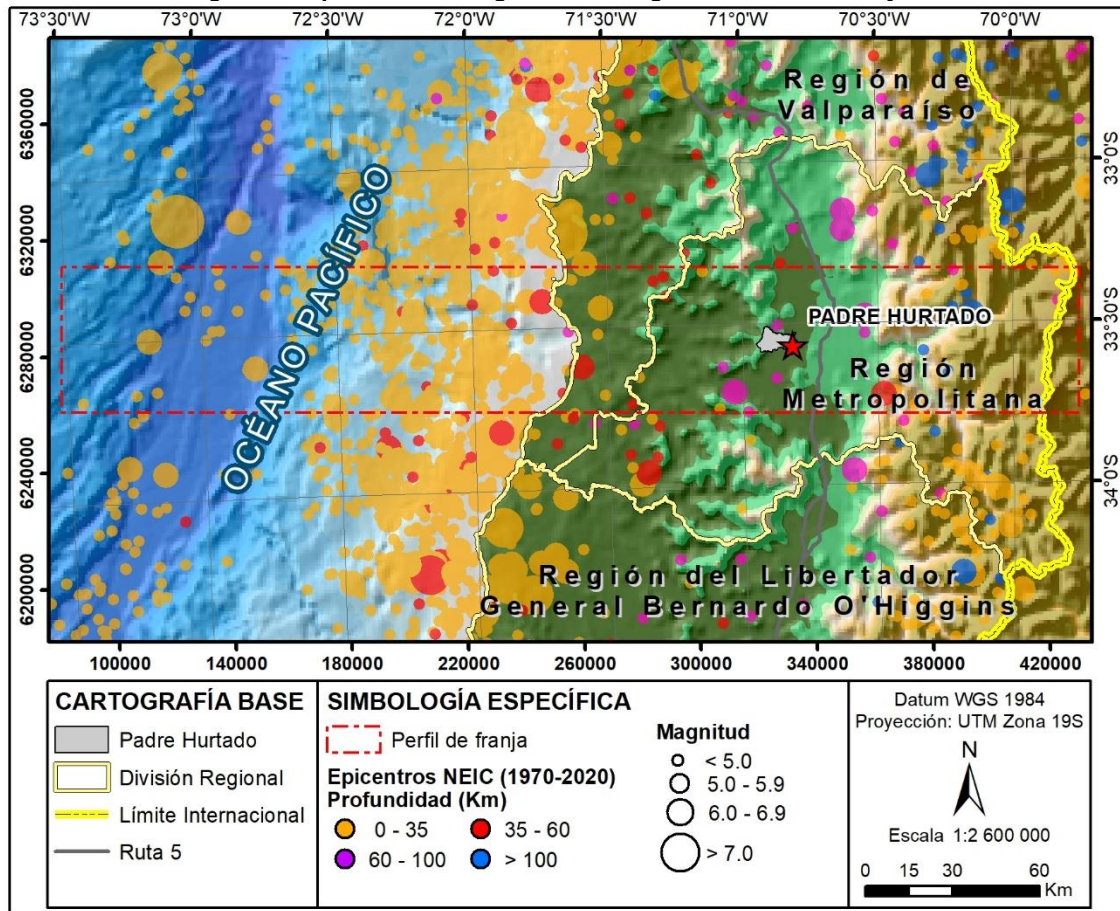 73°30'W 73°0'W 72°30'W 72°0'W 71°30'W 71°0'W 70°30'W 70°0'W
6360000
6320000
6280000
6240000
6200000
33°0'S
33°30'S
34°0'S
Región de
Valparaíso
OCÉANO PACÍFICO
PADRE HURTADO
Región
Metropolitana
Región del Libertador
General Bernardo O'Higgins
100000 140000 180000 220000 260000 300000 340000 380000 420000
CARTOGRAFÍA BASE
Padre Hurtado
División Regional
Límite Internacional
Ruta 5
SIMBOLOGÍA ESPECÍFICA
Perfil de franja
Epicentros NEIC (1970-2020)
Profundidad (Km)
0 - 35 35 - 60
60 - 100 > 100
Magnitud
< 5.0
5.0 - 5.9
6.0 - 6.9
> 7.0
Datum WGS 1984
Proyección: UTM Zona 19S
N
Escala 1:2 600 000
0 15 30 60
Km